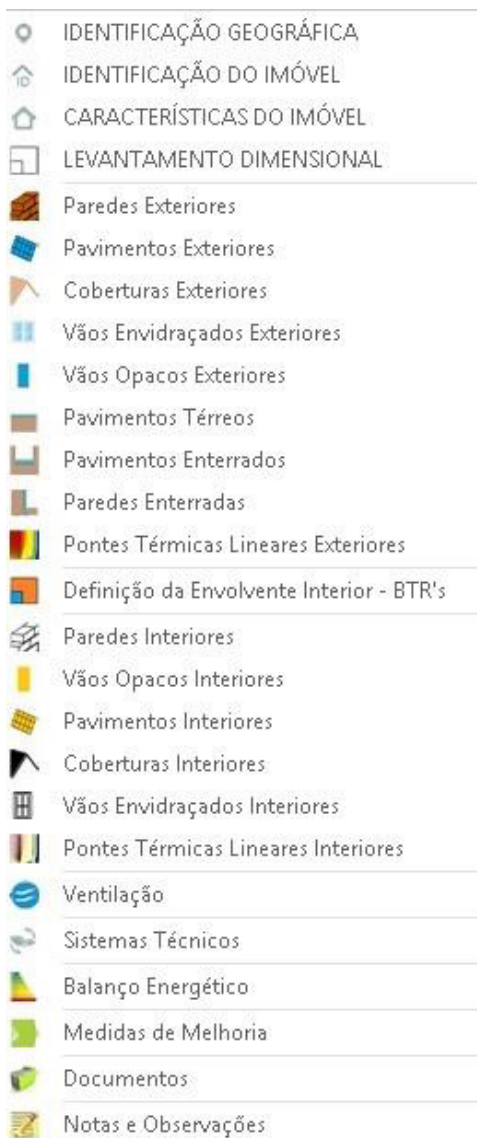 IDENTIFICAÇÃO GEOGRÁFICA
ID IDENTIFICAÇÃO DO IMÓVEL
CARACTERÍSTICAS DO IMÓVEL
LEVANTAMENTO DIMENSIONAL
Paredes Exteriores
Pavimentos Exteriores
Coberturas Exteriores
Vãos Envidraçados Exteriores
Vãos Opacos Exteriores
Pavimentos Térreos
Pavimentos Enterrados
Paredes Enterradas
Pontes Térmicas Lineares Exteriores
Definição da Envolvente Interior - BTR's
Paredes Interiores
Vãos Opacos Interiores
Pavimentos Interiores
Coberturas Interiores
Vãos Envidraçados Interiores
Pontes Térmicas Lineares Interiores
Ventilação
Sistemas Técnicos
Balanço Energético
Medidas de Melhoria
Documentos
Notas e Observações